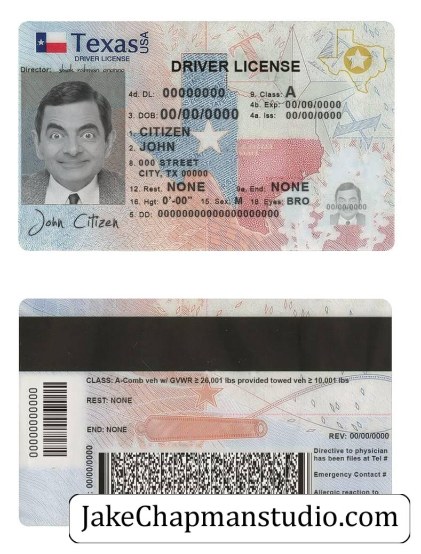 Texas USA
DRIVER LICENSE
Director:
DRIVER LICENSE
4d. DL: 00000000
9. Class: A
4b. Exp: 00/00/0000
3. DOB: 00/00/0000
4a. Iss: 00/00/0000
1. CITIZEN
2. JOHN
8. 000 STREET
CITY, TX 00000
12. Rest. NONE
9a. End: NONE
16. Hgt: 0'-00"
15. Sex: M
18. Eyes: BRO
5. DD: 00000000000000000000
00/00/0000
John Citizen
CLASS: A-Comb veh w/ GVWR ≥ 26,001 lbs provided towed veh ≥ 10,001 lbs
REST: NONE
END: NONE
00000000000
REV: 00/00/0000
00/00/0000
Directive to physician
has been files at Tel #
Emergency Contact #
Allergic reaction to
JakeChapmanstudio.com